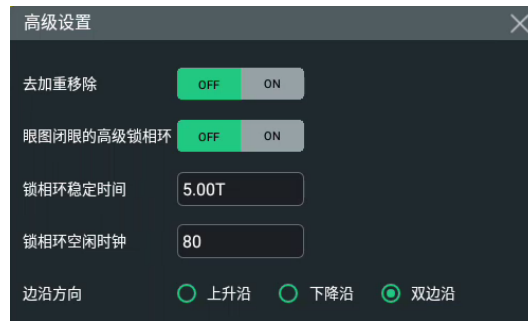 高级设置
去加重移除 OFF ON
眼图闭眼的高级锁相环 OFF ON
锁相环稳定时间 5.00T
锁相环空闲时钟 80
边沿方向 上升沿 下降沿 双边沿